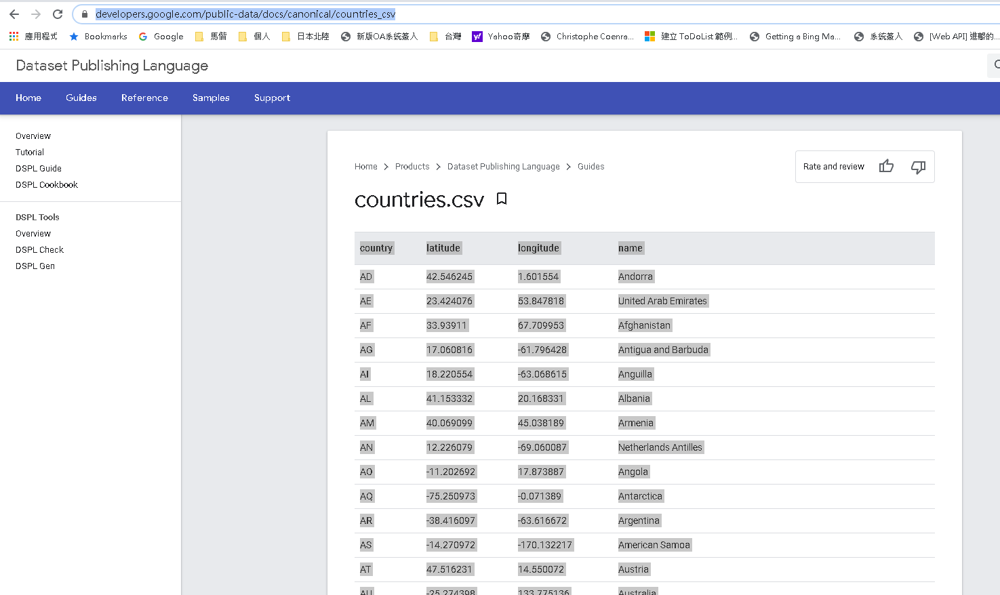 developers.google.com/public-data/docs/canonical/countries_csv
應用程式 Bookmarks Google 馬偕 個人 日本北陸 新版OA系統簽入 台灣 Yahoo奇摩 Christophe Coenra... 建立 ToDoList 範例... Getting a Bing Ma... 系統簽入 [Web API] 進擊的...
Dataset Publishing Language
Home Guides Reference Samples Support
Overview
Tutorial
DSPL Guide
DSPL Cookbook
DSPL Tools
Overview
DSPL Check
DSPL Gen
Home > Products > Dataset Publishing Language > Guides
Rate and review
countries.csv
country latitude longitude name
AD 42.546245 1.601554 Andorra
AE 23.424076 53.847818 United Arab Emirates
AF 33.93911 67.709953 Afghanistan
AG 17.060816 -61.796428 Antigua and Barbuda
AI 18.220554 -63.068615 Anguilla
AL 41.153332 20.168331 Albania
AM 40.069099 45.038189 Armenia
AN 12.226079 -69.060087 Netherlands Antilles
AO -11.202692 17.873887 Angola
AQ -75.250973 -0.071389 Antarctica
AR -38.416097 -63.616672 Argentina
AS -14.270972 -170.132217 American Samoa
AT 47.516231 14.550072 Austria
AU -25.274398 133.775136 Australia